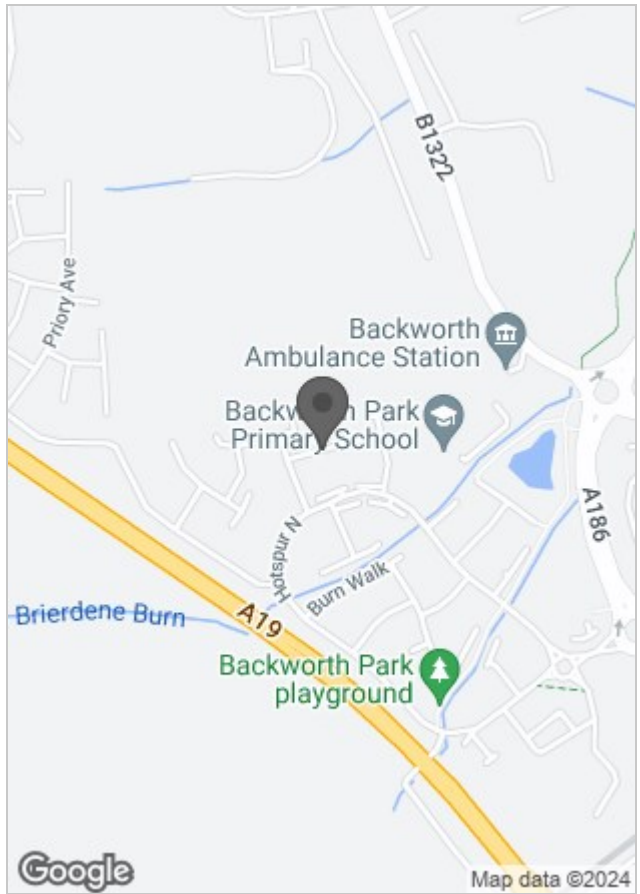 B1322
Priory Ave
Backworth
Ambulance Station
Backworth Park
Primary School
A186
Hotspur N
Burn Walk
Brierdene Burn
A19
Backworth Park
playground
Google
Map data ©2024